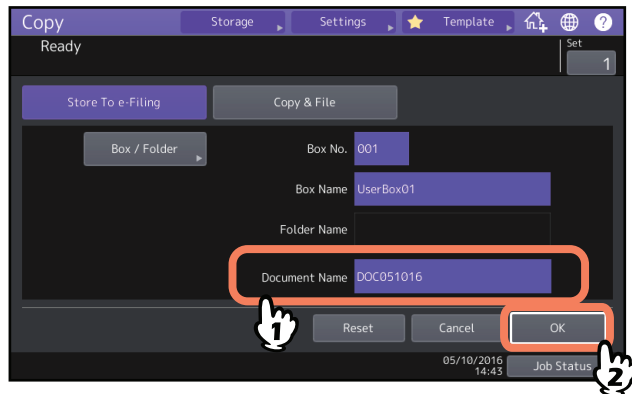 Copy Storage Settings Template ?
Ready Set
1
Store To e-Filing Copy & File
Box / Folder Box No. 001
Box Name UserBox01
Folder Name
Document Name DOC051016
1
Reset Cancel OK
05/10/2016
14:43 Job Status
2